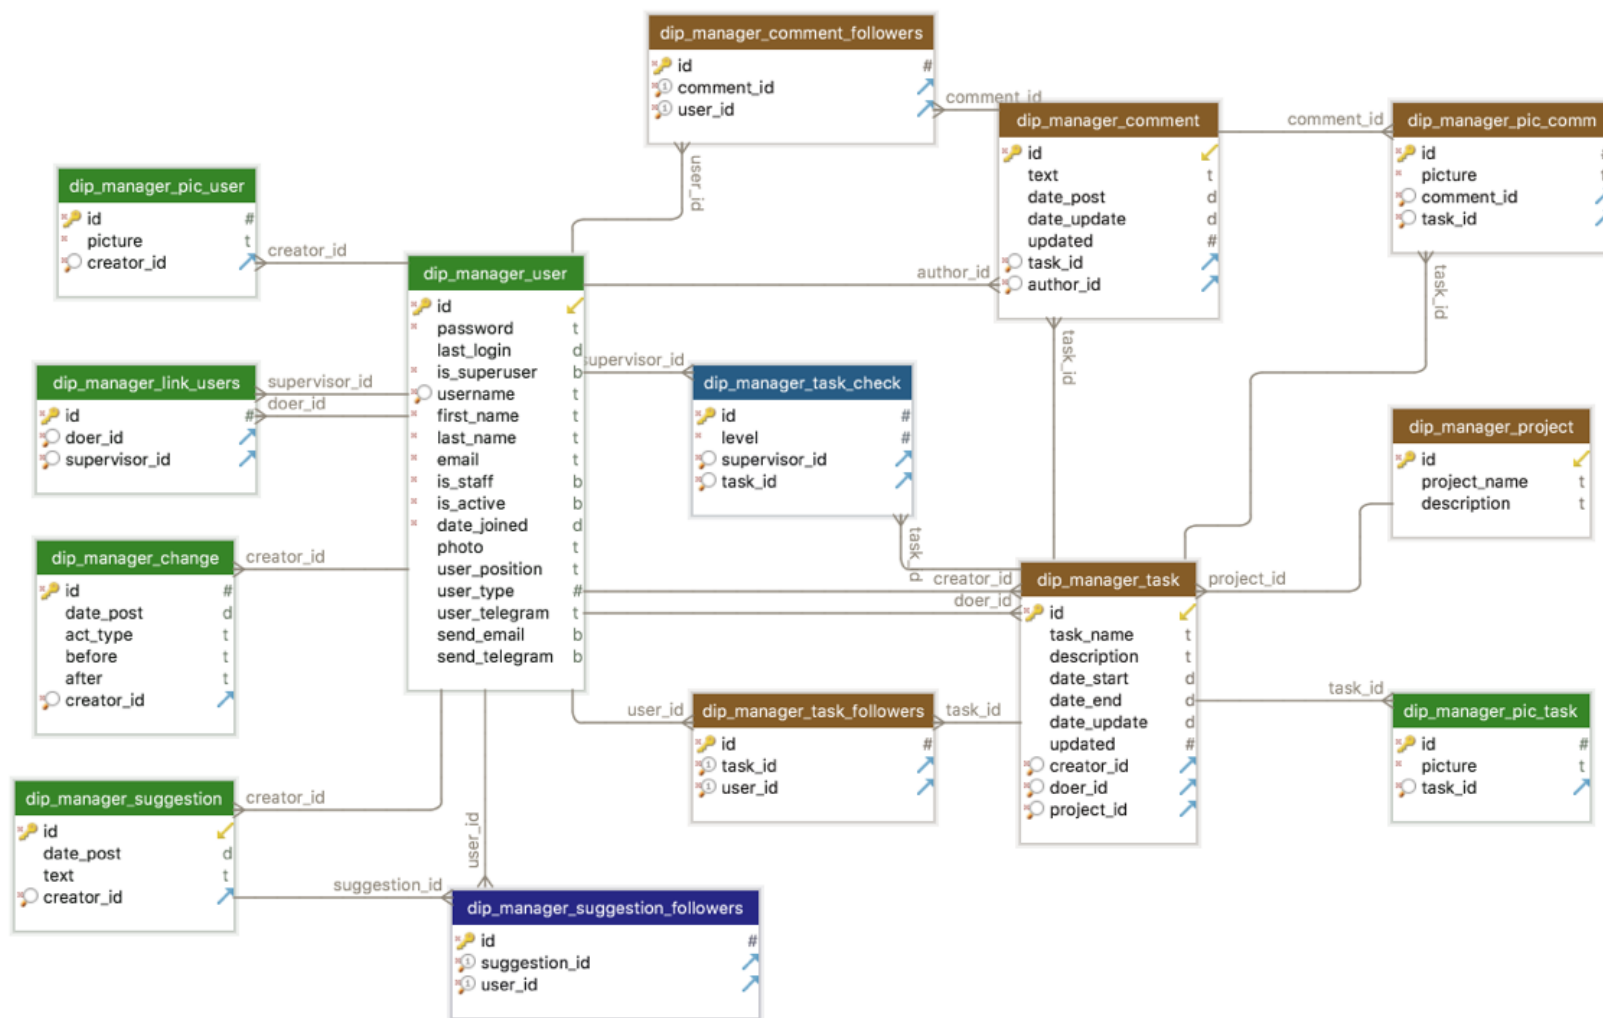 dip_manager_comment_followers
id #
comment_id
user_id
comment_id
dip_manager_comment
id
text t
date_post d
date_update d
updated #
task_id
author_id
comment_id
dip_manager_pic_comm
id
picture
comment_id
task_id
user_id
dip_manager_pic_user
id #
picture t
creator_id
creator_id
dip_manager_user
id
password t
last_login d
is_superuser b
username t
first_name t
last_name t
email t
is_staff b
is_active b
date_joined d
photo t
user_position t
user_type #
user_telegram t
send_email b
send_telegram b
author_id
task_id
task_id
dip_manager_link_users
id #
doer_id
supervisor_id
supervisor_id
doer_id
supervisor_id
dip_manager_task_check
id #
level #
supervisor_id
task_id
task_id
dip_manager_project
id
project_name t
description t
project_id
dip_manager_change
id #
date_post d
act_type t
before t
after t
creator_id
creator_id
creator_id
doer_id
dip_manager_task
id
task_name t
description t
date_start d
date_end d
date_update d
updated #
creator_id
doer_id
project_id
user_id
dip_manager_task_followers
id #
task_id
user_id
task_id
task_id
dip_manager_pic_task
id #
picture t
task_id
dip_manager_suggestion
id
date_post d
text t
creator_id
creator_id
user_id
suggestion_id
dip_manager_suggestion_followers
id #
suggestion_id
user_id